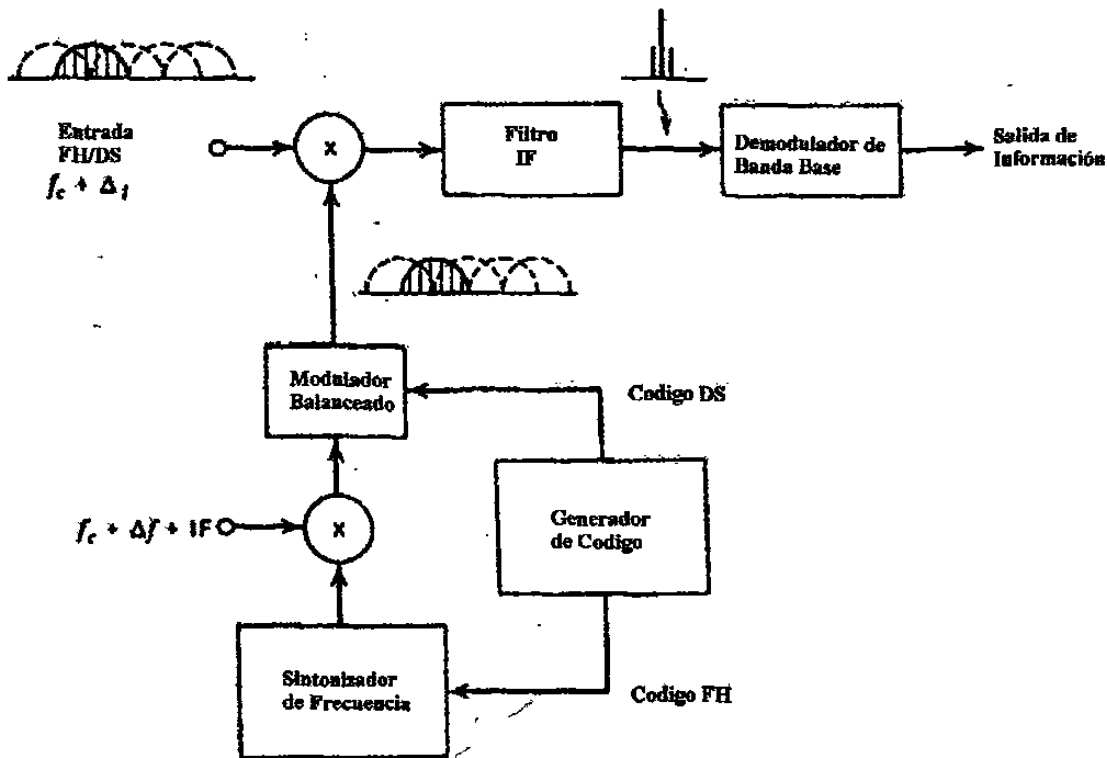 Entrada
FH/DS
f_c + Δ_f
x
Filtro
IF
Demodulador de
Banda Base
Salida de
Información
Modulador
Balanceado
Codigo DS
f_c + Δf + IF
x
Generador
de Codigo
Sintonizador
de Frecuencia
Codigo FH